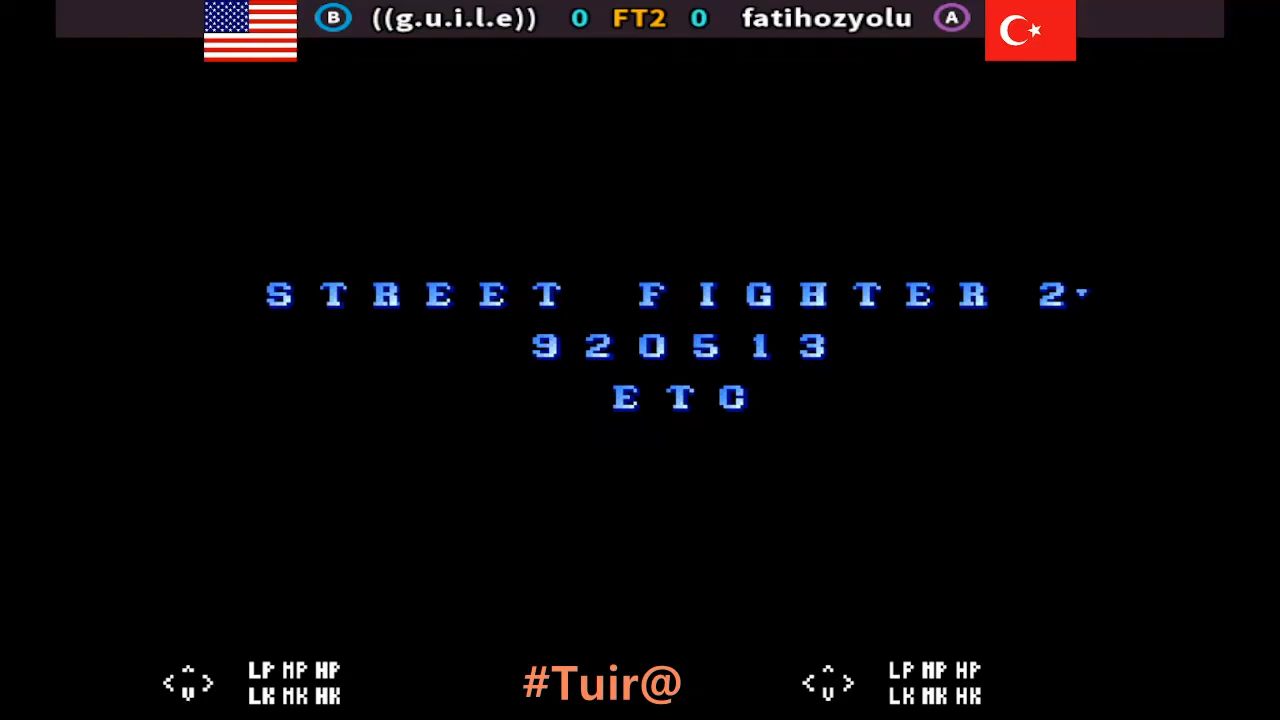 B ((g.u.i.l.e)) 0 FT2 0 fatihozyolu A
STREET FIGHTER 2'
920513
ETC
< ^ v > LP MP HP #Tuir@ < ^ v > LP MP HP
LK MK HK LK MK HK